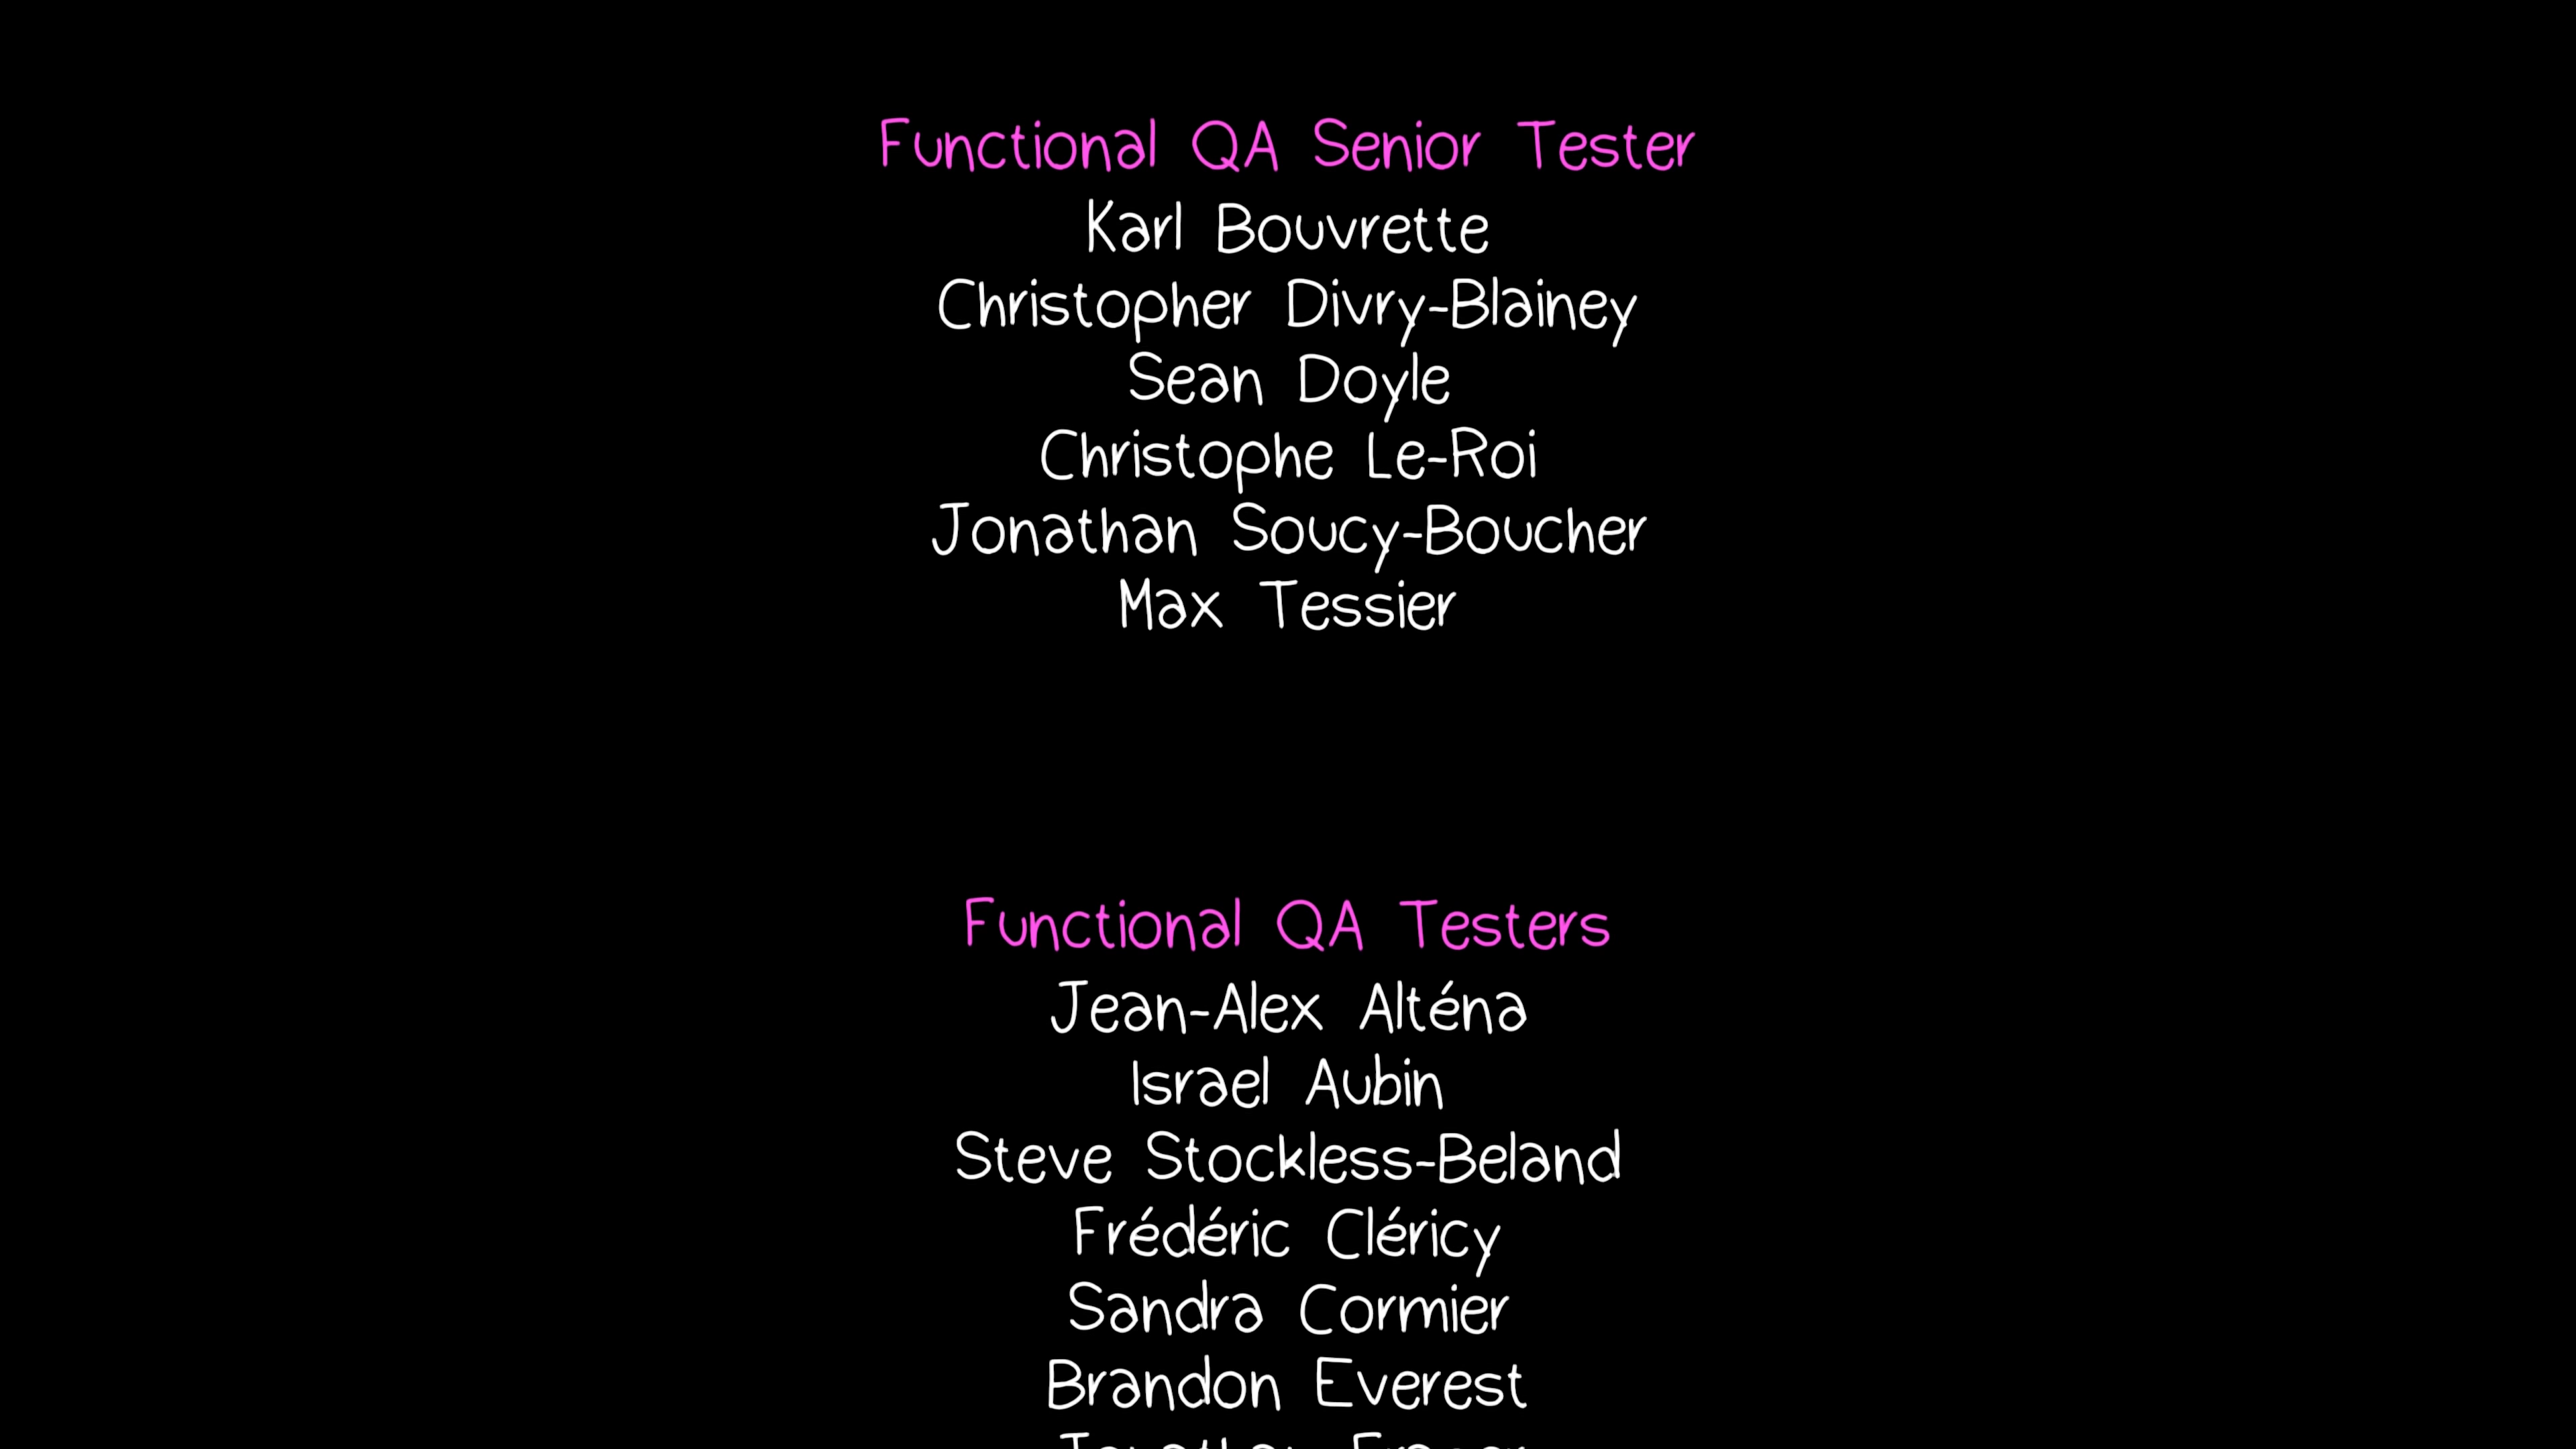 Functional QA Senior Tester
Karl Bouvrette
Christopher Divry-Blainey
Sean Doyle
Christophe Le-Roi
Jonathan Soucy-Boucher
Max Tessier
Functional QA Testers
Jean-Alex Alténa
Israel Aubin
Steve Stockless-Beland
Frédéric Cléricy
Sandra Cormier
Brandon Everest